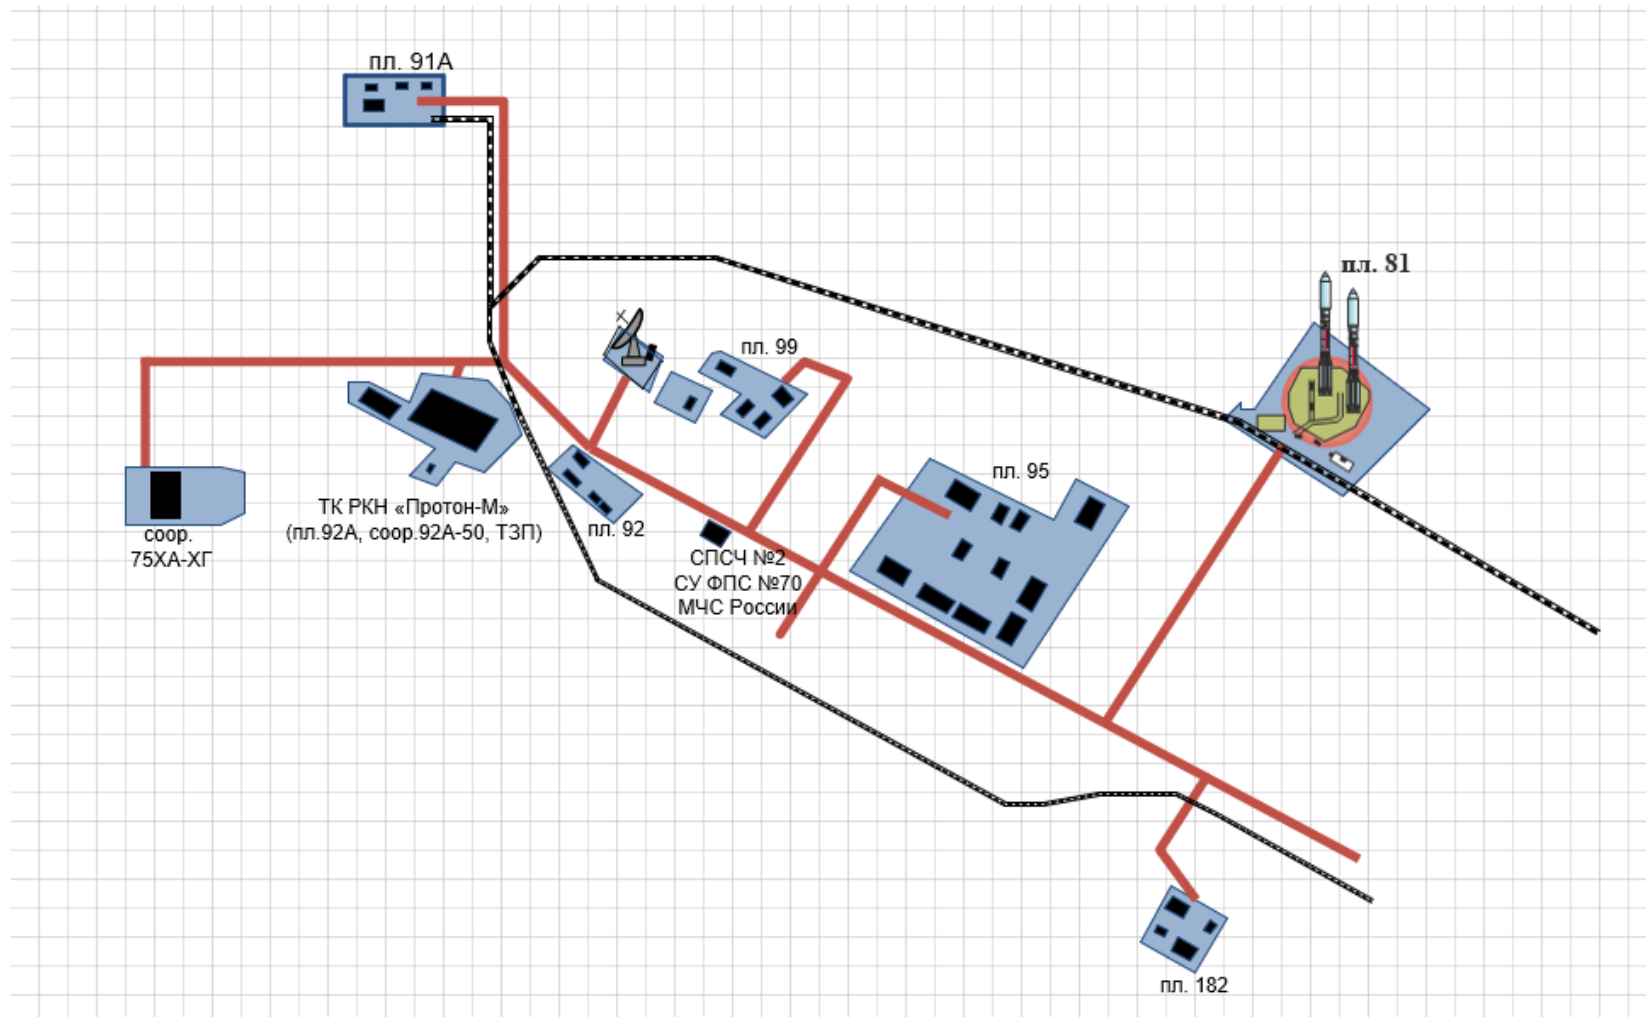 пл. 91А
пл. 81
пл. 99
пл. 95
ТК РКН «Протон-М»
(пл.92А, соор.92А-50, ТЗП)
пл. 92
соор.
75ХА-ХГ
СПСЧ №2
СУ ФПС №70
МЧС России
пл. 182